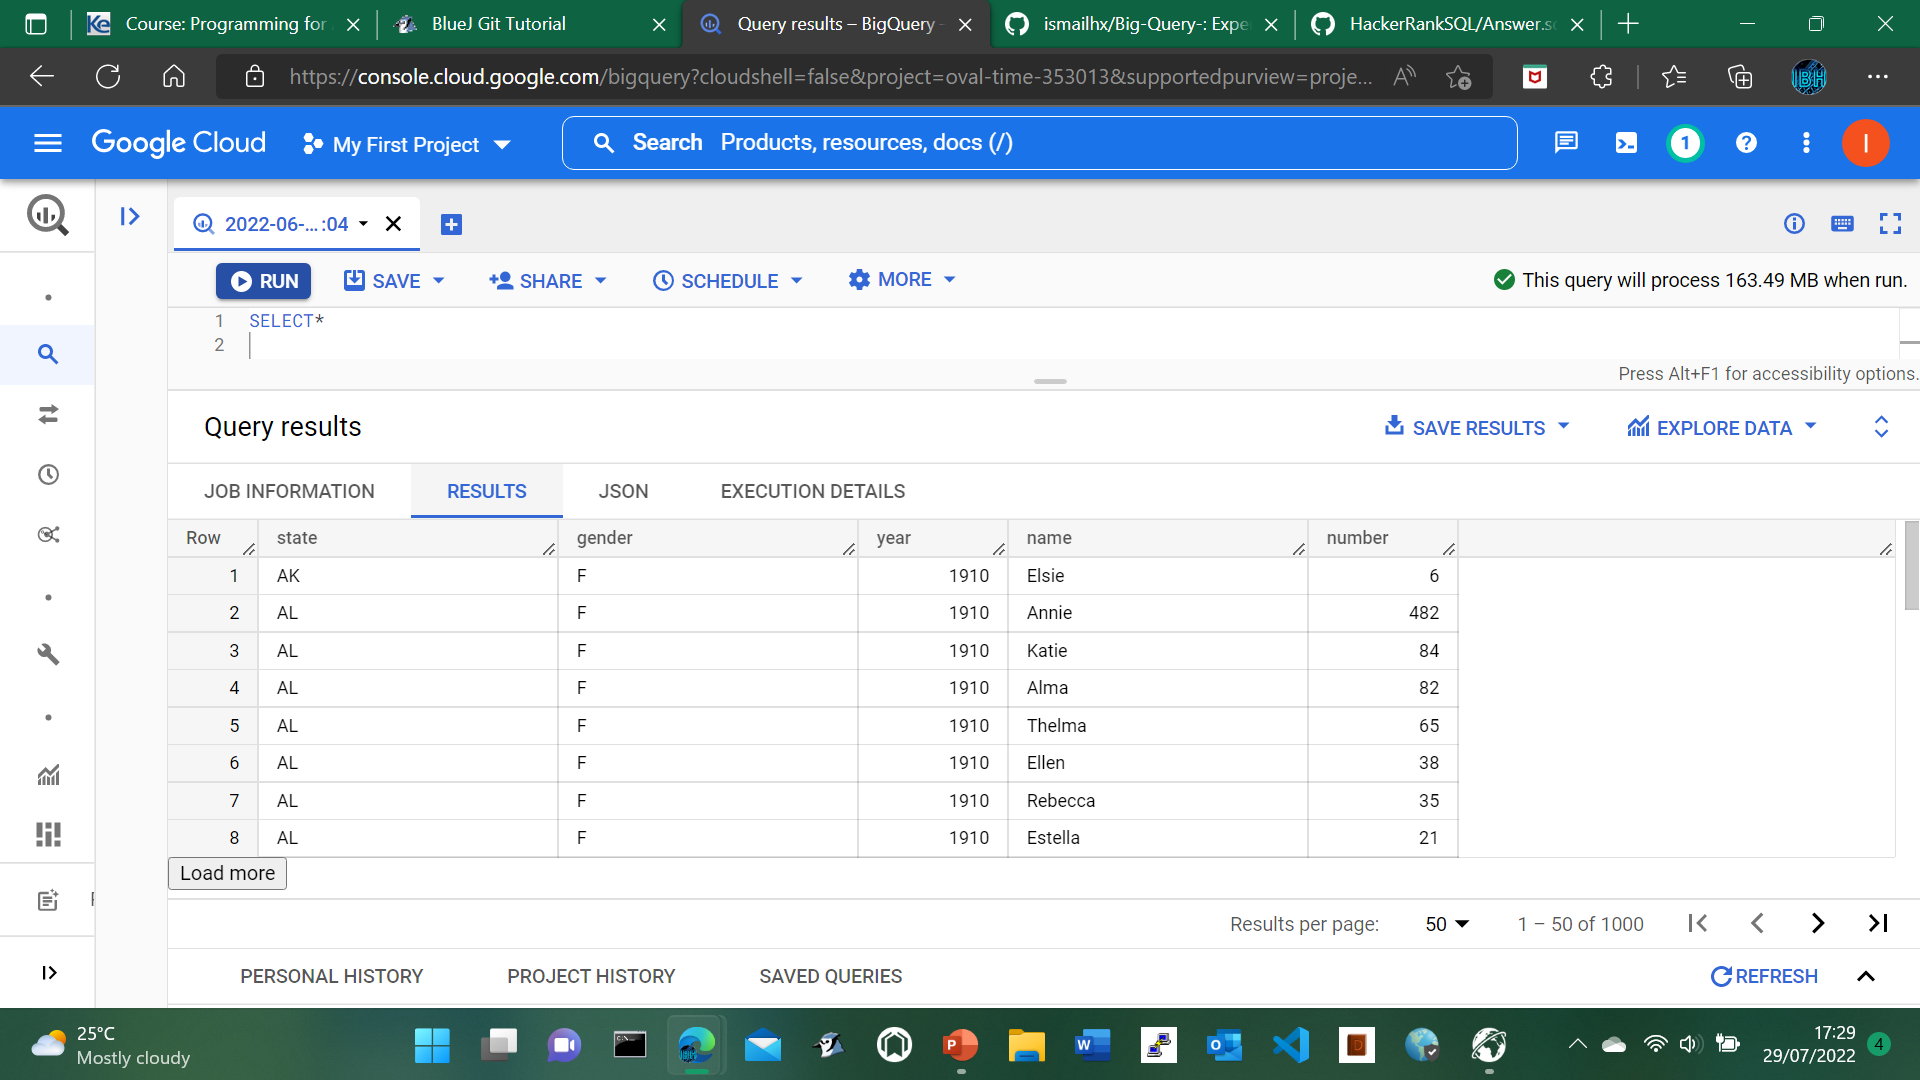 Course: Programming for
BlueJ Git Tutorial
Query results – BigQuery –
ismailhx/Big-Query-: Expe
HackerRankSQL/Answer.s
https://console.cloud.google.com/bigquery?cloudshell=false&project=oval-time-353013&supportedpurview=proje...
Google Cloud
My First Project
Search Products, resources, docs (/)
1
I
2022-06-... :04
RUN
SAVE
SHARE
SCHEDULE
MORE
This query will process 163.49 MB when run.
1 SELECT*
2
Press Alt+F1 for accessibility options.
Query results
SAVE RESULTS
EXPLORE DATA
JOB INFORMATION
RESULTS
JSON
EXECUTION DETAILS
Row state gender year name number
1 AK F 1910 Elsie 6
2 AL F 1910 Annie 482
3 AL F 1910 Katie 84
4 AL F 1910 Alma 82
5 AL F 1910 Thelma 65
6 AL F 1910 Ellen 38
7 AL F 1910 Rebecca 35
8 AL F 1910 Estella 21
Load more
Results per page: 50 1 – 50 of 1000
PERSONAL HISTORY
PROJECT HISTORY
SAVED QUERIES
REFRESH
25°C
Mostly cloudy
17:29
29/07/2022
4